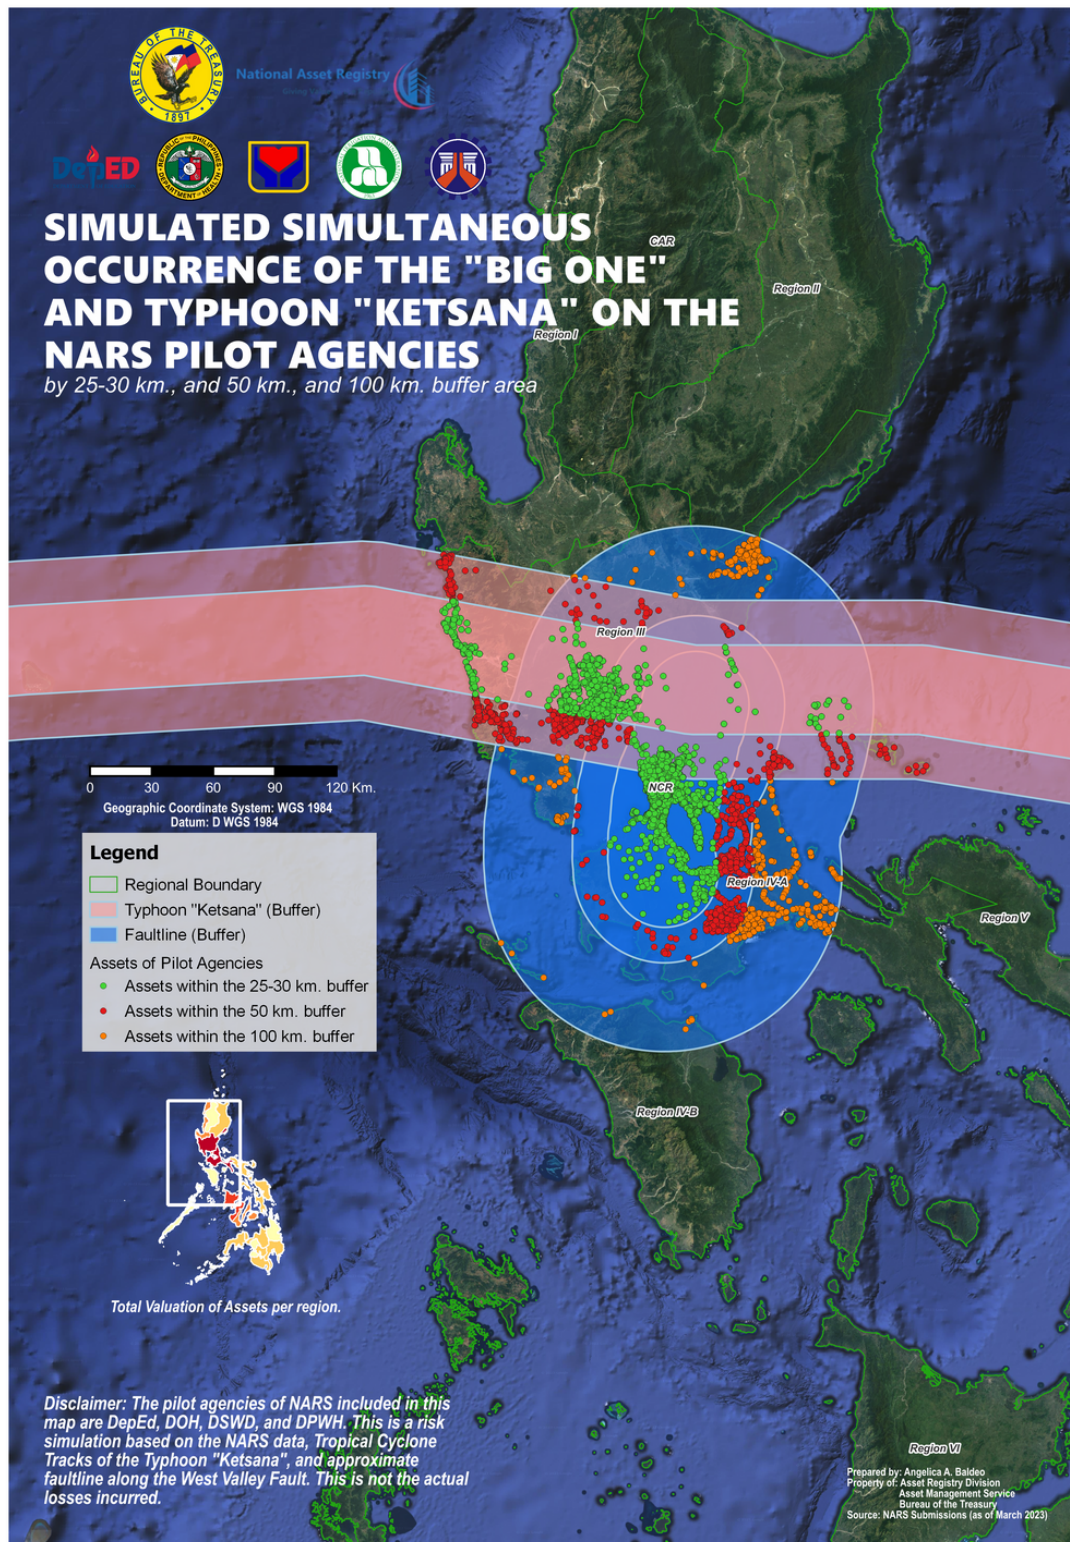 BUREAU OF THE TREASURY
1897
National Asset Registry
DepED
REPUBLIC OF THE PHILIPPINES
DEPARTMENT OF HEALTH
SIMULATED SIMULTANEOUS
OCCURRENCE OF THE "BIG ONE"
AND TYPHOON "KETSANA" ON THE
NARS PILOT AGENCIES
by 25-30 km., and 50 km., and 100 km. buffer area
CAR
Region II
Region I
Region III
NCR
Region IV-A
Region V
Region IV-B
Region VI
0 30 60 90 120 Km.
Geographic Coordinate System: WGS 1984
Datum: D WGS 1984
Legend
Regional Boundary
Typhoon "Ketsana" (Buffer)
Faultline (Buffer)
Assets of Pilot Agencies
Assets within the 25-30 km. buffer
Assets within the 50 km. buffer
Assets within the 100 km. buffer
Total Valuation of Assets per region.
Disclaimer: The pilot agencies of NARS included in this
map are DepEd, DOH, DSWD, and DPWH. This is a risk
simulation based on the NARS data, Tropical Cyclone
Tracks of the Typhoon "Ketsana", and approximate
faultline along the West Valley Fault. This is not the actual
losses incurred.
Prepared by: Angelica A. Baldeo
Property of: Asset Registry Division
Asset Management Service
Bureau of the Treasury
Source: NARS Submissions (as of March 2023)